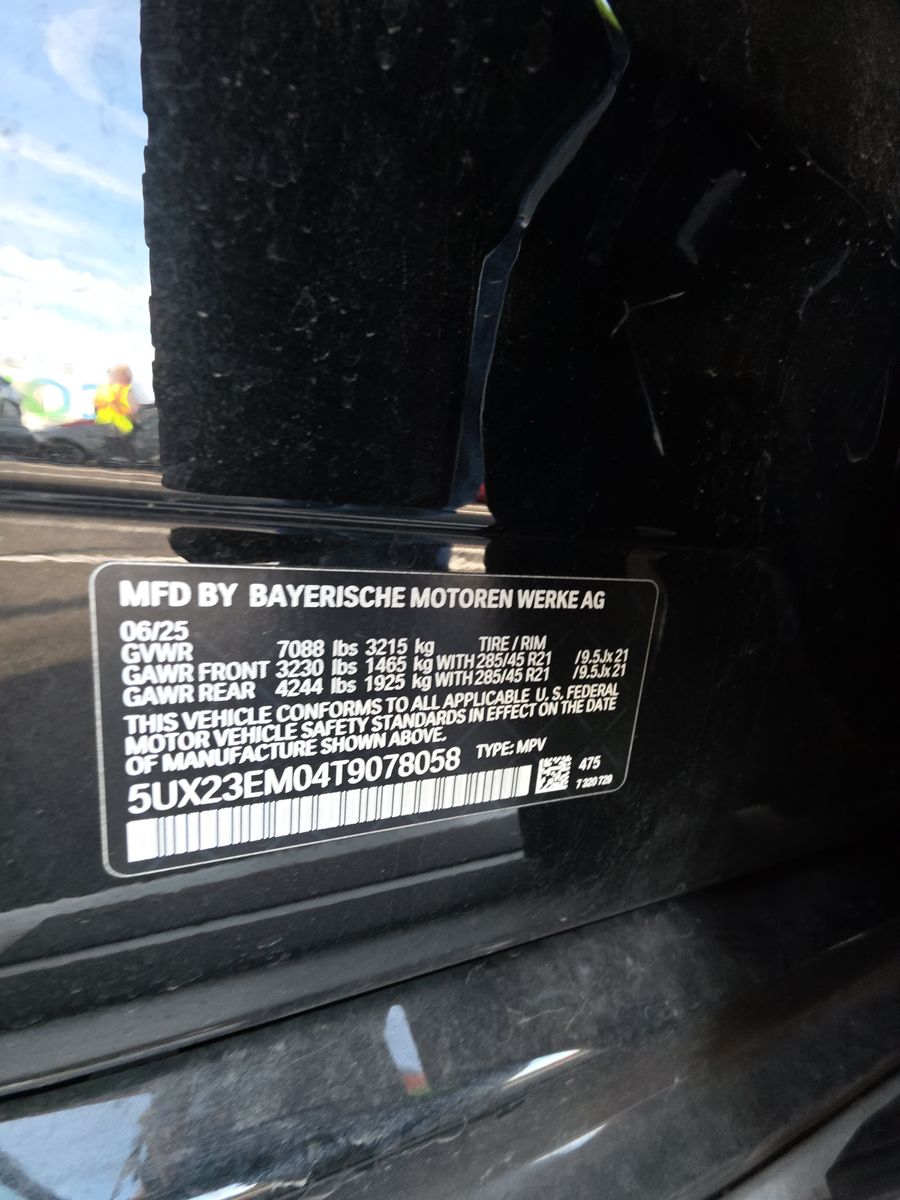 MFD BY BAYERISCHE MOTOREN WERKE AG
06/25
GVWR 7088 lbs 3215 kg TIRE / RIM
GAWR FRONT 3230 lbs 1465 kg WITH 285/45 R21 /9.5Jx21
GAWR REAR 4244 lbs 1925 kg WITH 285/45 R21 /9.5Jx21
THIS VEHICLE CONFORMS TO ALL APPLICABLE U.S. FEDERAL
MOTOR VEHICLE SAFETY STANDARDS IN EFFECT ON THE DATE
OF MANUFACTURE SHOWN ABOVE.
5UX23EM04T9078058 TYPE: MPV
475
7320729